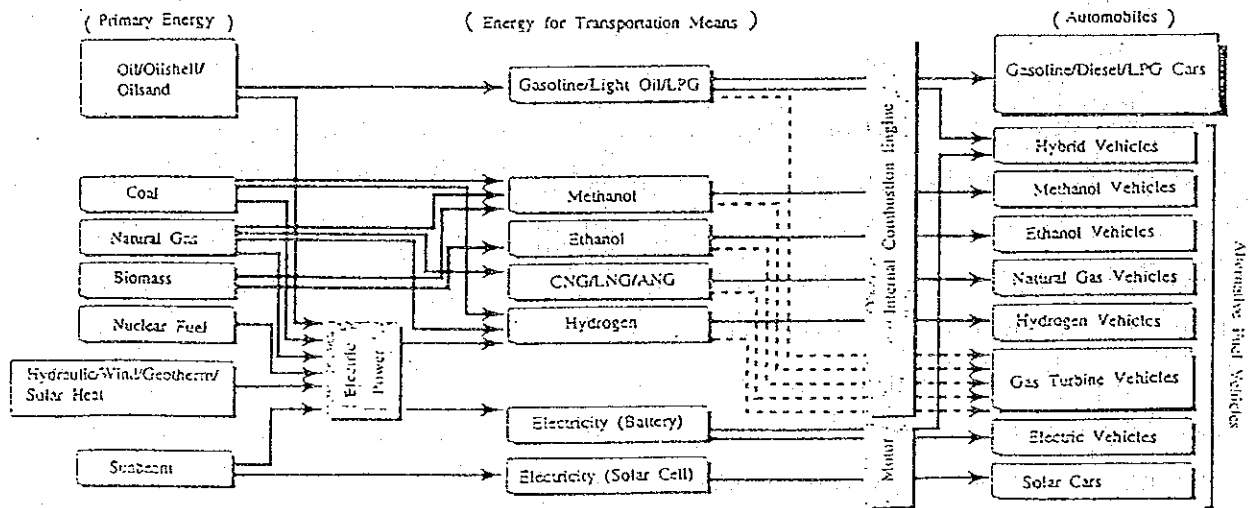 ( Primary Energy )
( Energy for Transportation Means )
( Automobiles )
Oil/Oilshell/
Oilsand
Gasoline/Light Oil/LPG
Gasoline/Diesel/LPG Cars
Hybrid Vehicles
Coal
Methanol
Methanol Vehicles
Natural Gas
Ethanol
Ethanol Vehicles
Biomass
CNG/LNG/ANG
Natural Gas Vehicles
Nuclear Fuel
Hydrogen
Hydrogen Vehicles
Hydraulic/Wind/Geotherm/
Solar Heat
Electric
Power
Gas Turbine Vehicles
Electricity (Battery)
Electric Vehicles
Sunbeam
Electricity (Solar Cell)
Solar Cars
Internal Combustion Engine
Motor
Alternative Fuel Vehicles